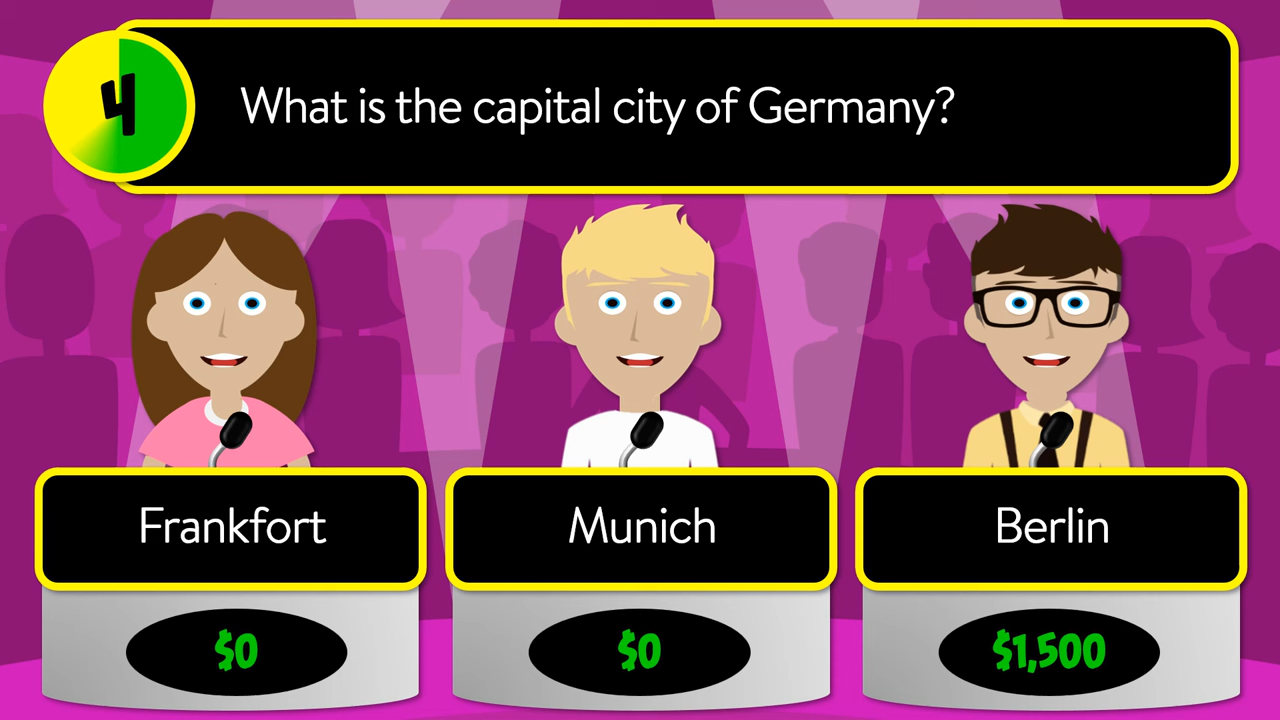 4
What is the capital city of Germany?
Frankfort
Munich
Berlin
$0
$0
$1,500